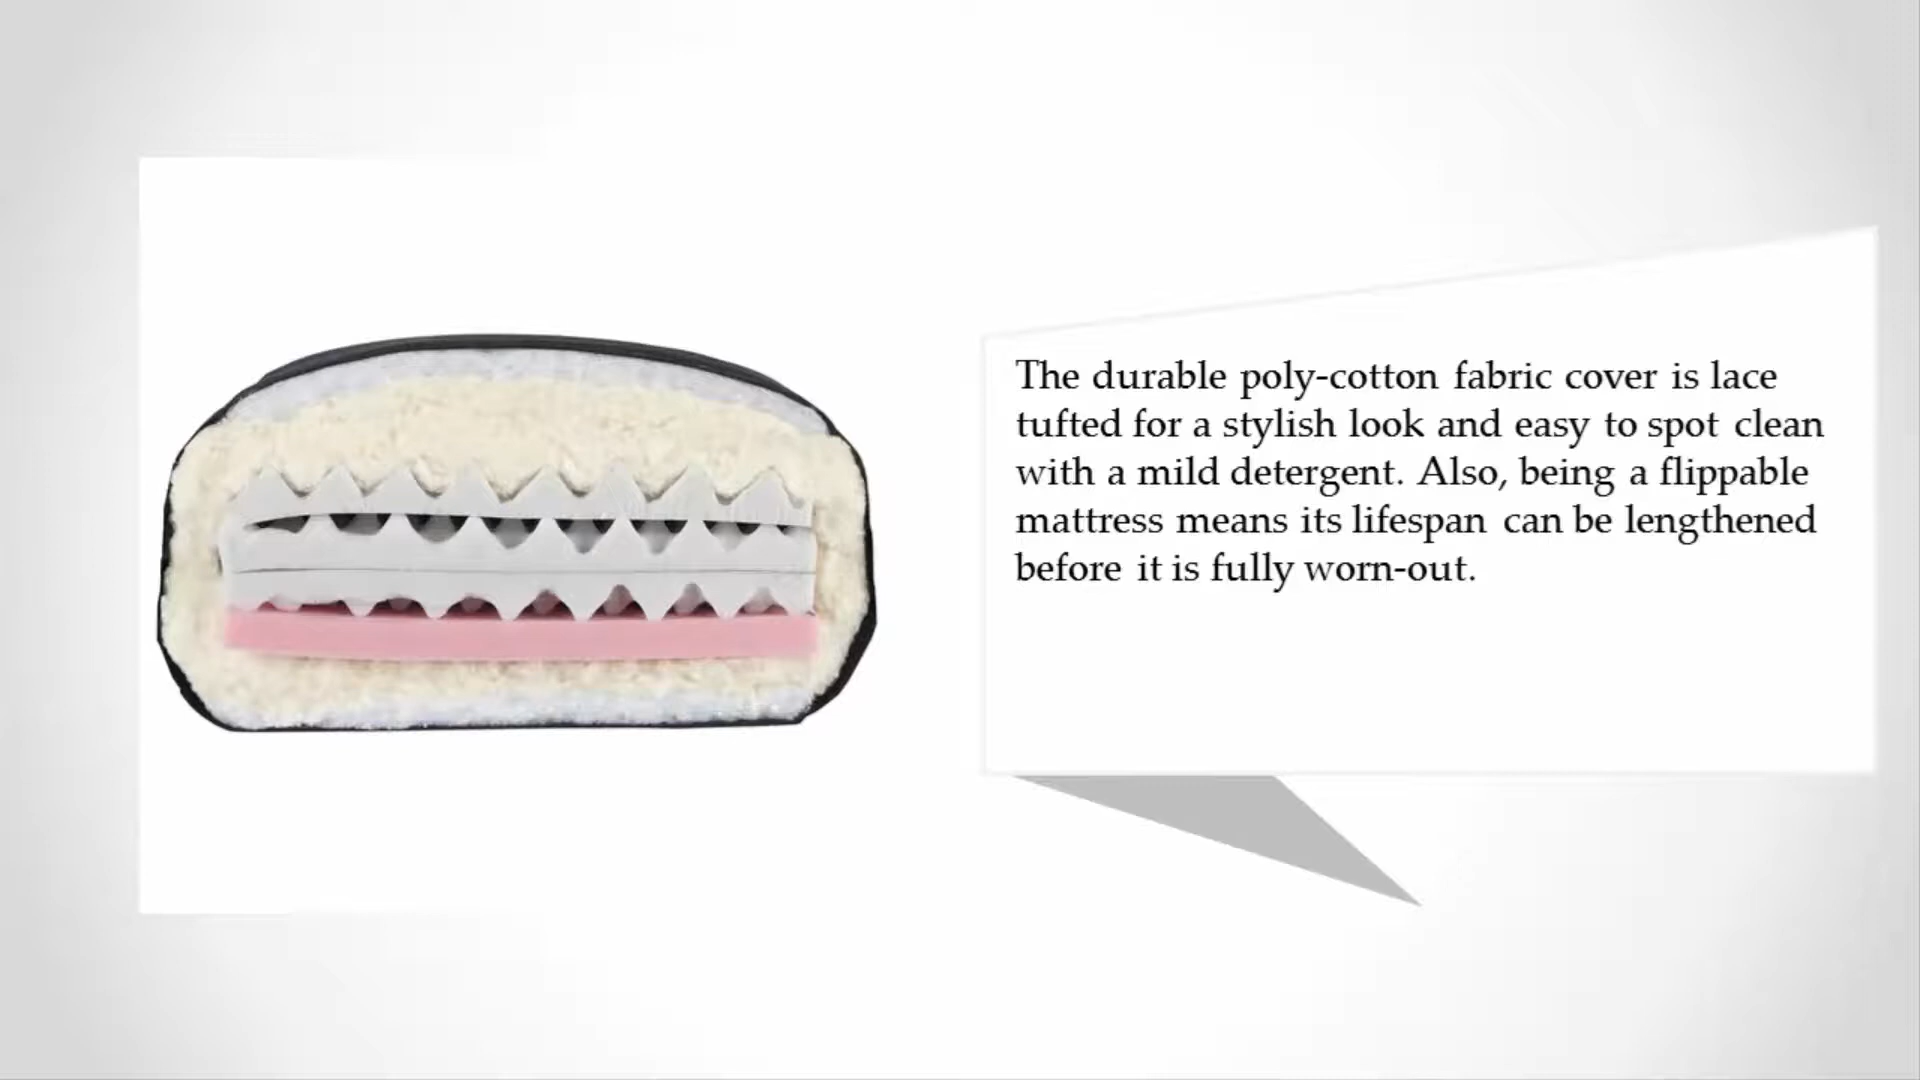 The durable poly-cotton fabric cover is lace
tufted for a stylish look and easy to spot clean
with a mild detergent. Also, being a flippable
mattress means its lifespan can be lengthened
before it is fully worn-out.